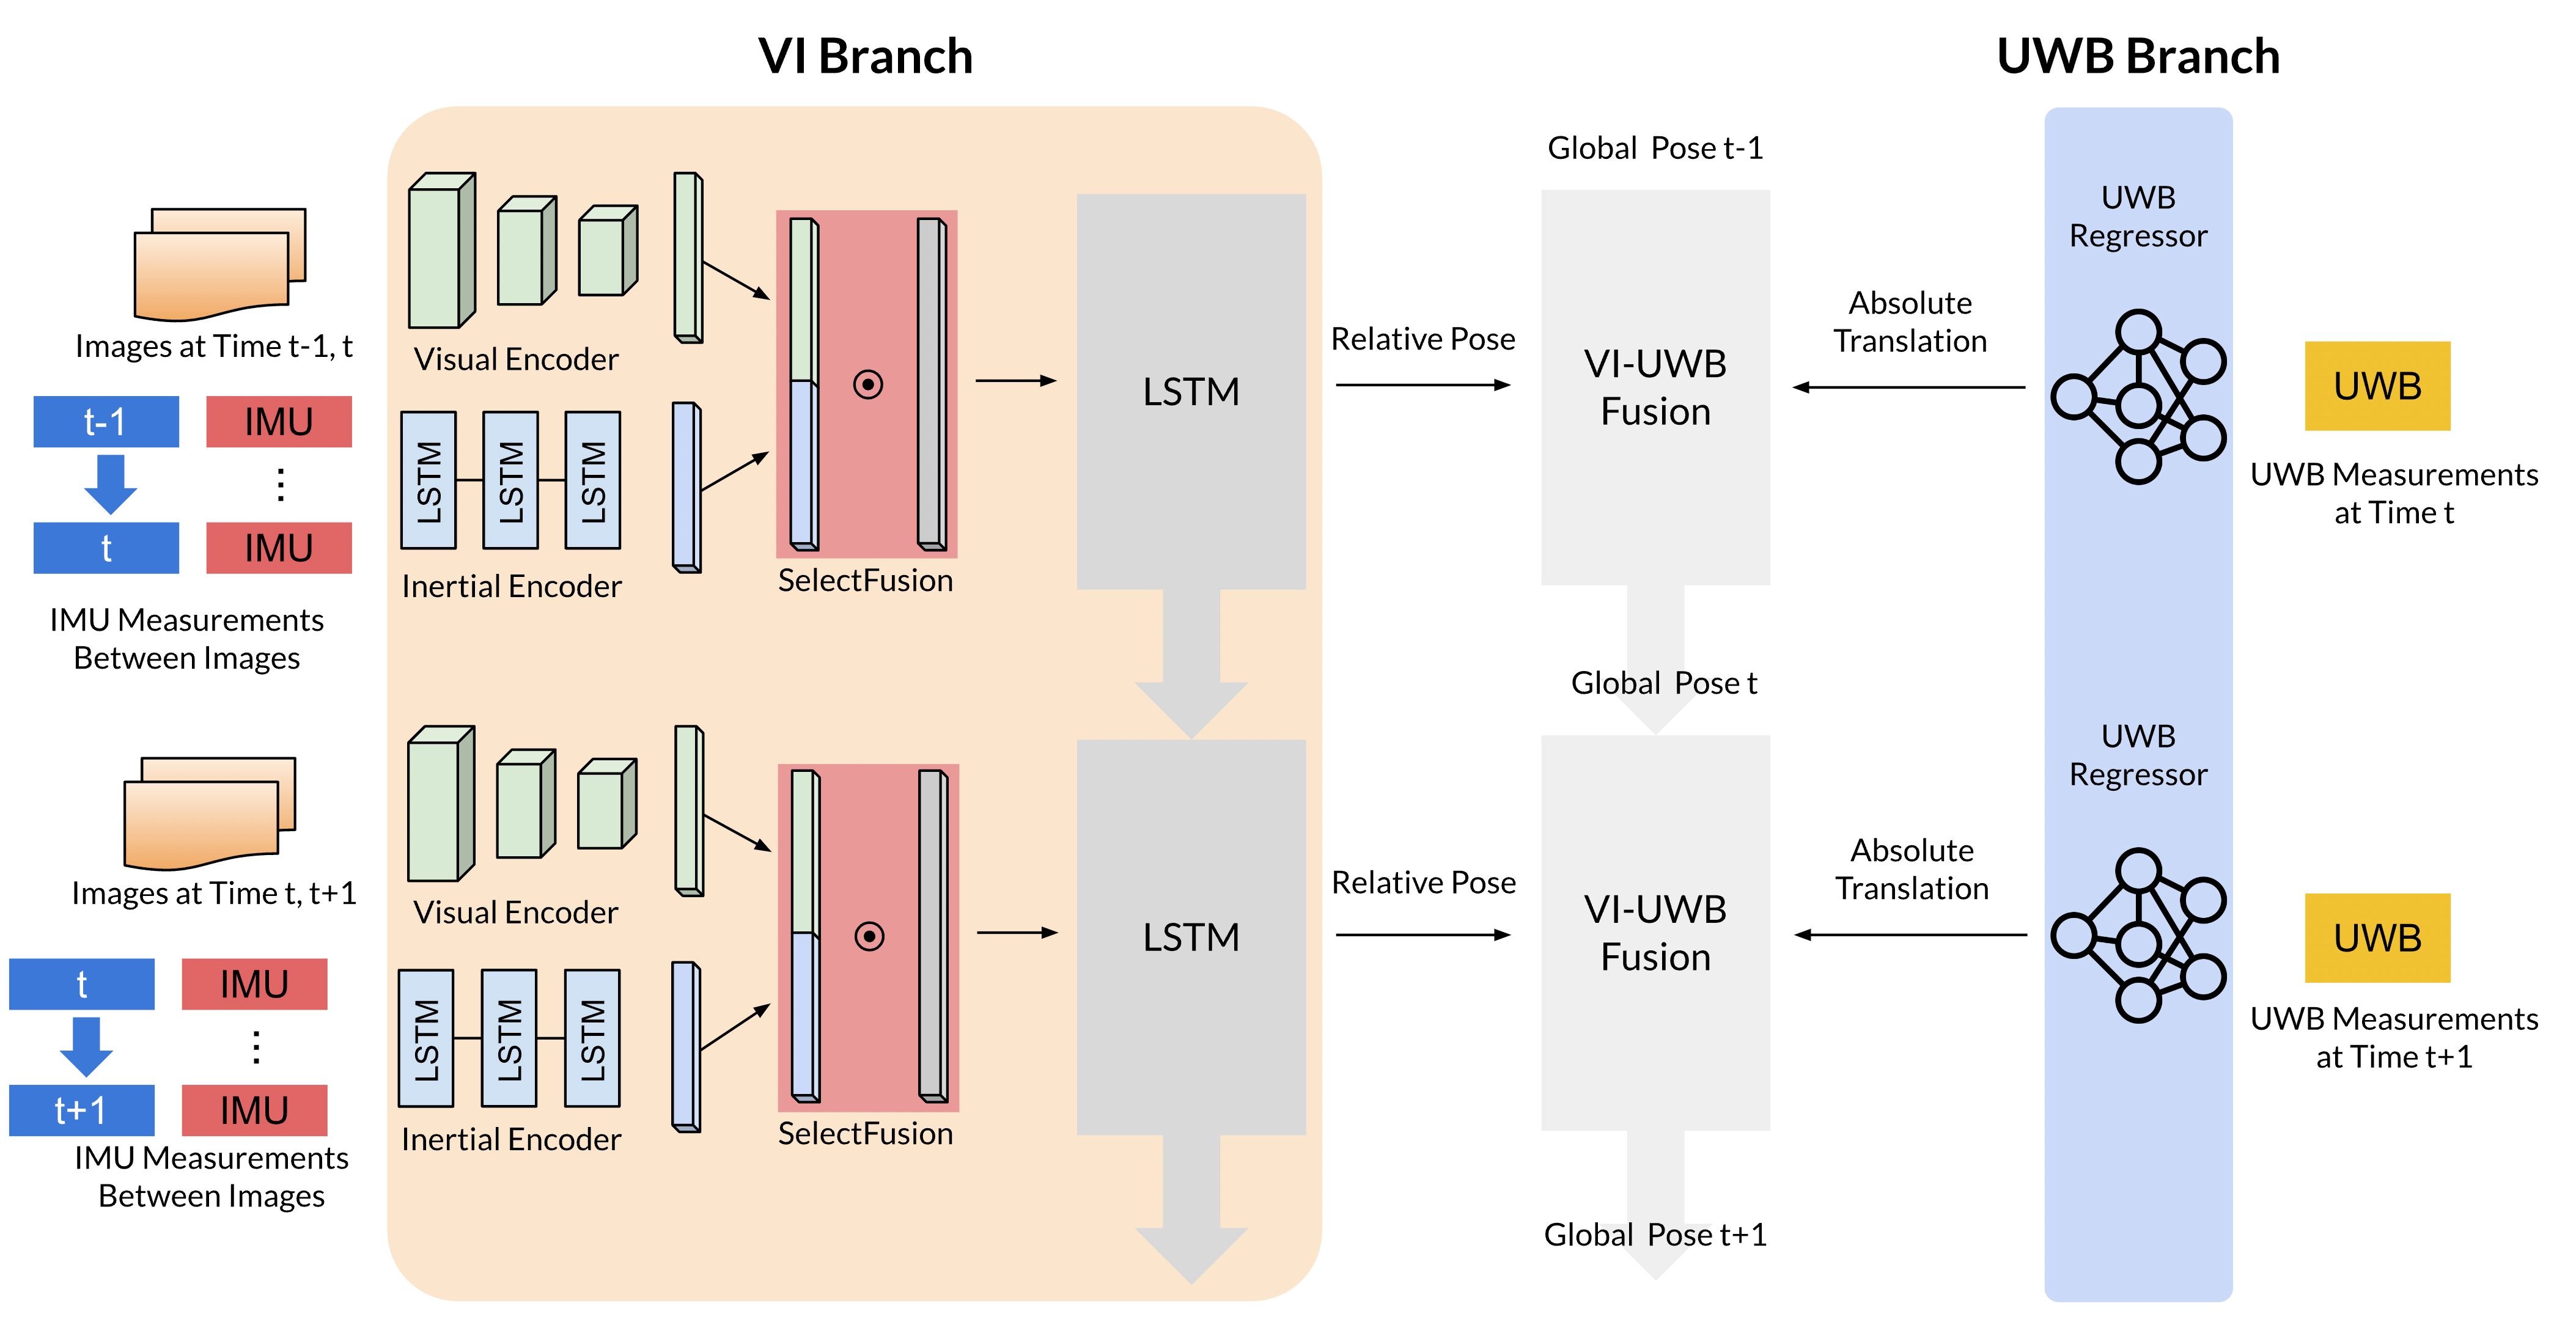 VI Branch
UWB Branch
Images at Time t-1, t
t-1
IMU
⋮
t
IMU
IMU Measurements
Between Images
Visual Encoder
LSTM
LSTM
LSTM
Inertial Encoder
SelectFusion
LSTM
Relative Pose
Global Pose t-1
VI-UWB
Fusion
Absolute
Translation
UWB
Regressor
UWB
UWB Measurements
at Time t
Global Pose t
Images at Time t, t+1
t
IMU
⋮
t+1
IMU
IMU Measurements
Between Images
Visual Encoder
LSTM
LSTM
LSTM
Inertial Encoder
SelectFusion
LSTM
Relative Pose
VI-UWB
Fusion
Absolute
Translation
UWB
Regressor
UWB
UWB Measurements
at Time t+1
Global Pose t+1